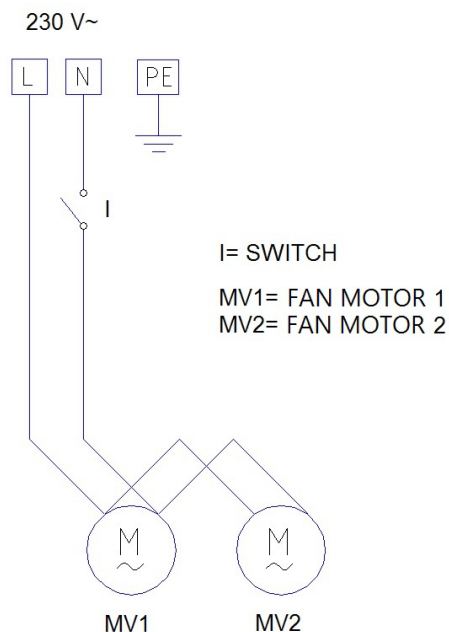 230 V~
L N PE
I
I= SWITCH
MV1= FAN MOTOR 1
MV2= FAN MOTOR 2
M M
~ ~
MV1 MV2